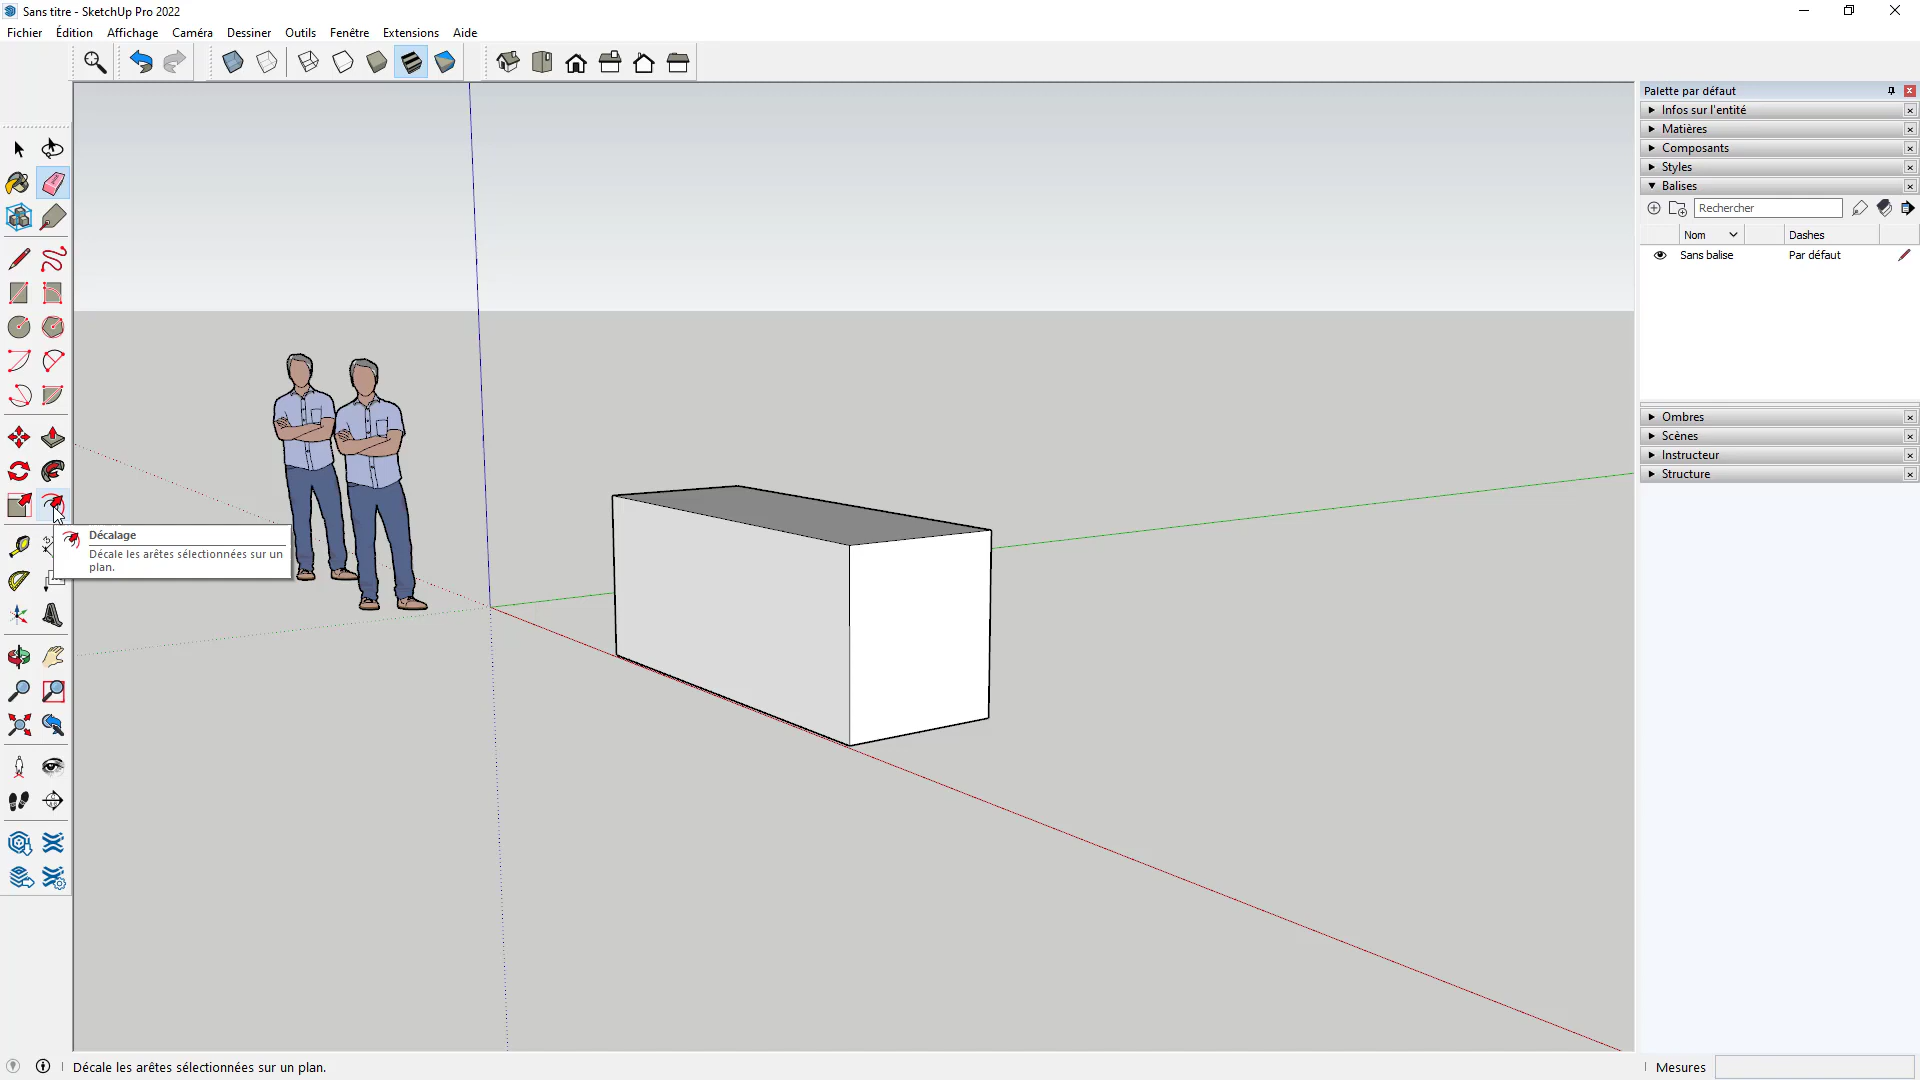 Sans titre - SketchUp Pro 2022
Fichier Édition Affichage Caméra Dessiner Outils Fenêtre Extensions Aide
Palette par défaut
Infos sur l'entité
Matières
Composants
Styles
Balises
Rechercher
Nom Dashes
Sans balise Par défaut
Ombres
Scènes
Instructeur
Structure
Décalage
Décale les arêtes sélectionnées sur un
plan.
Décale les arêtes sélectionnées sur un plan.
Mesures